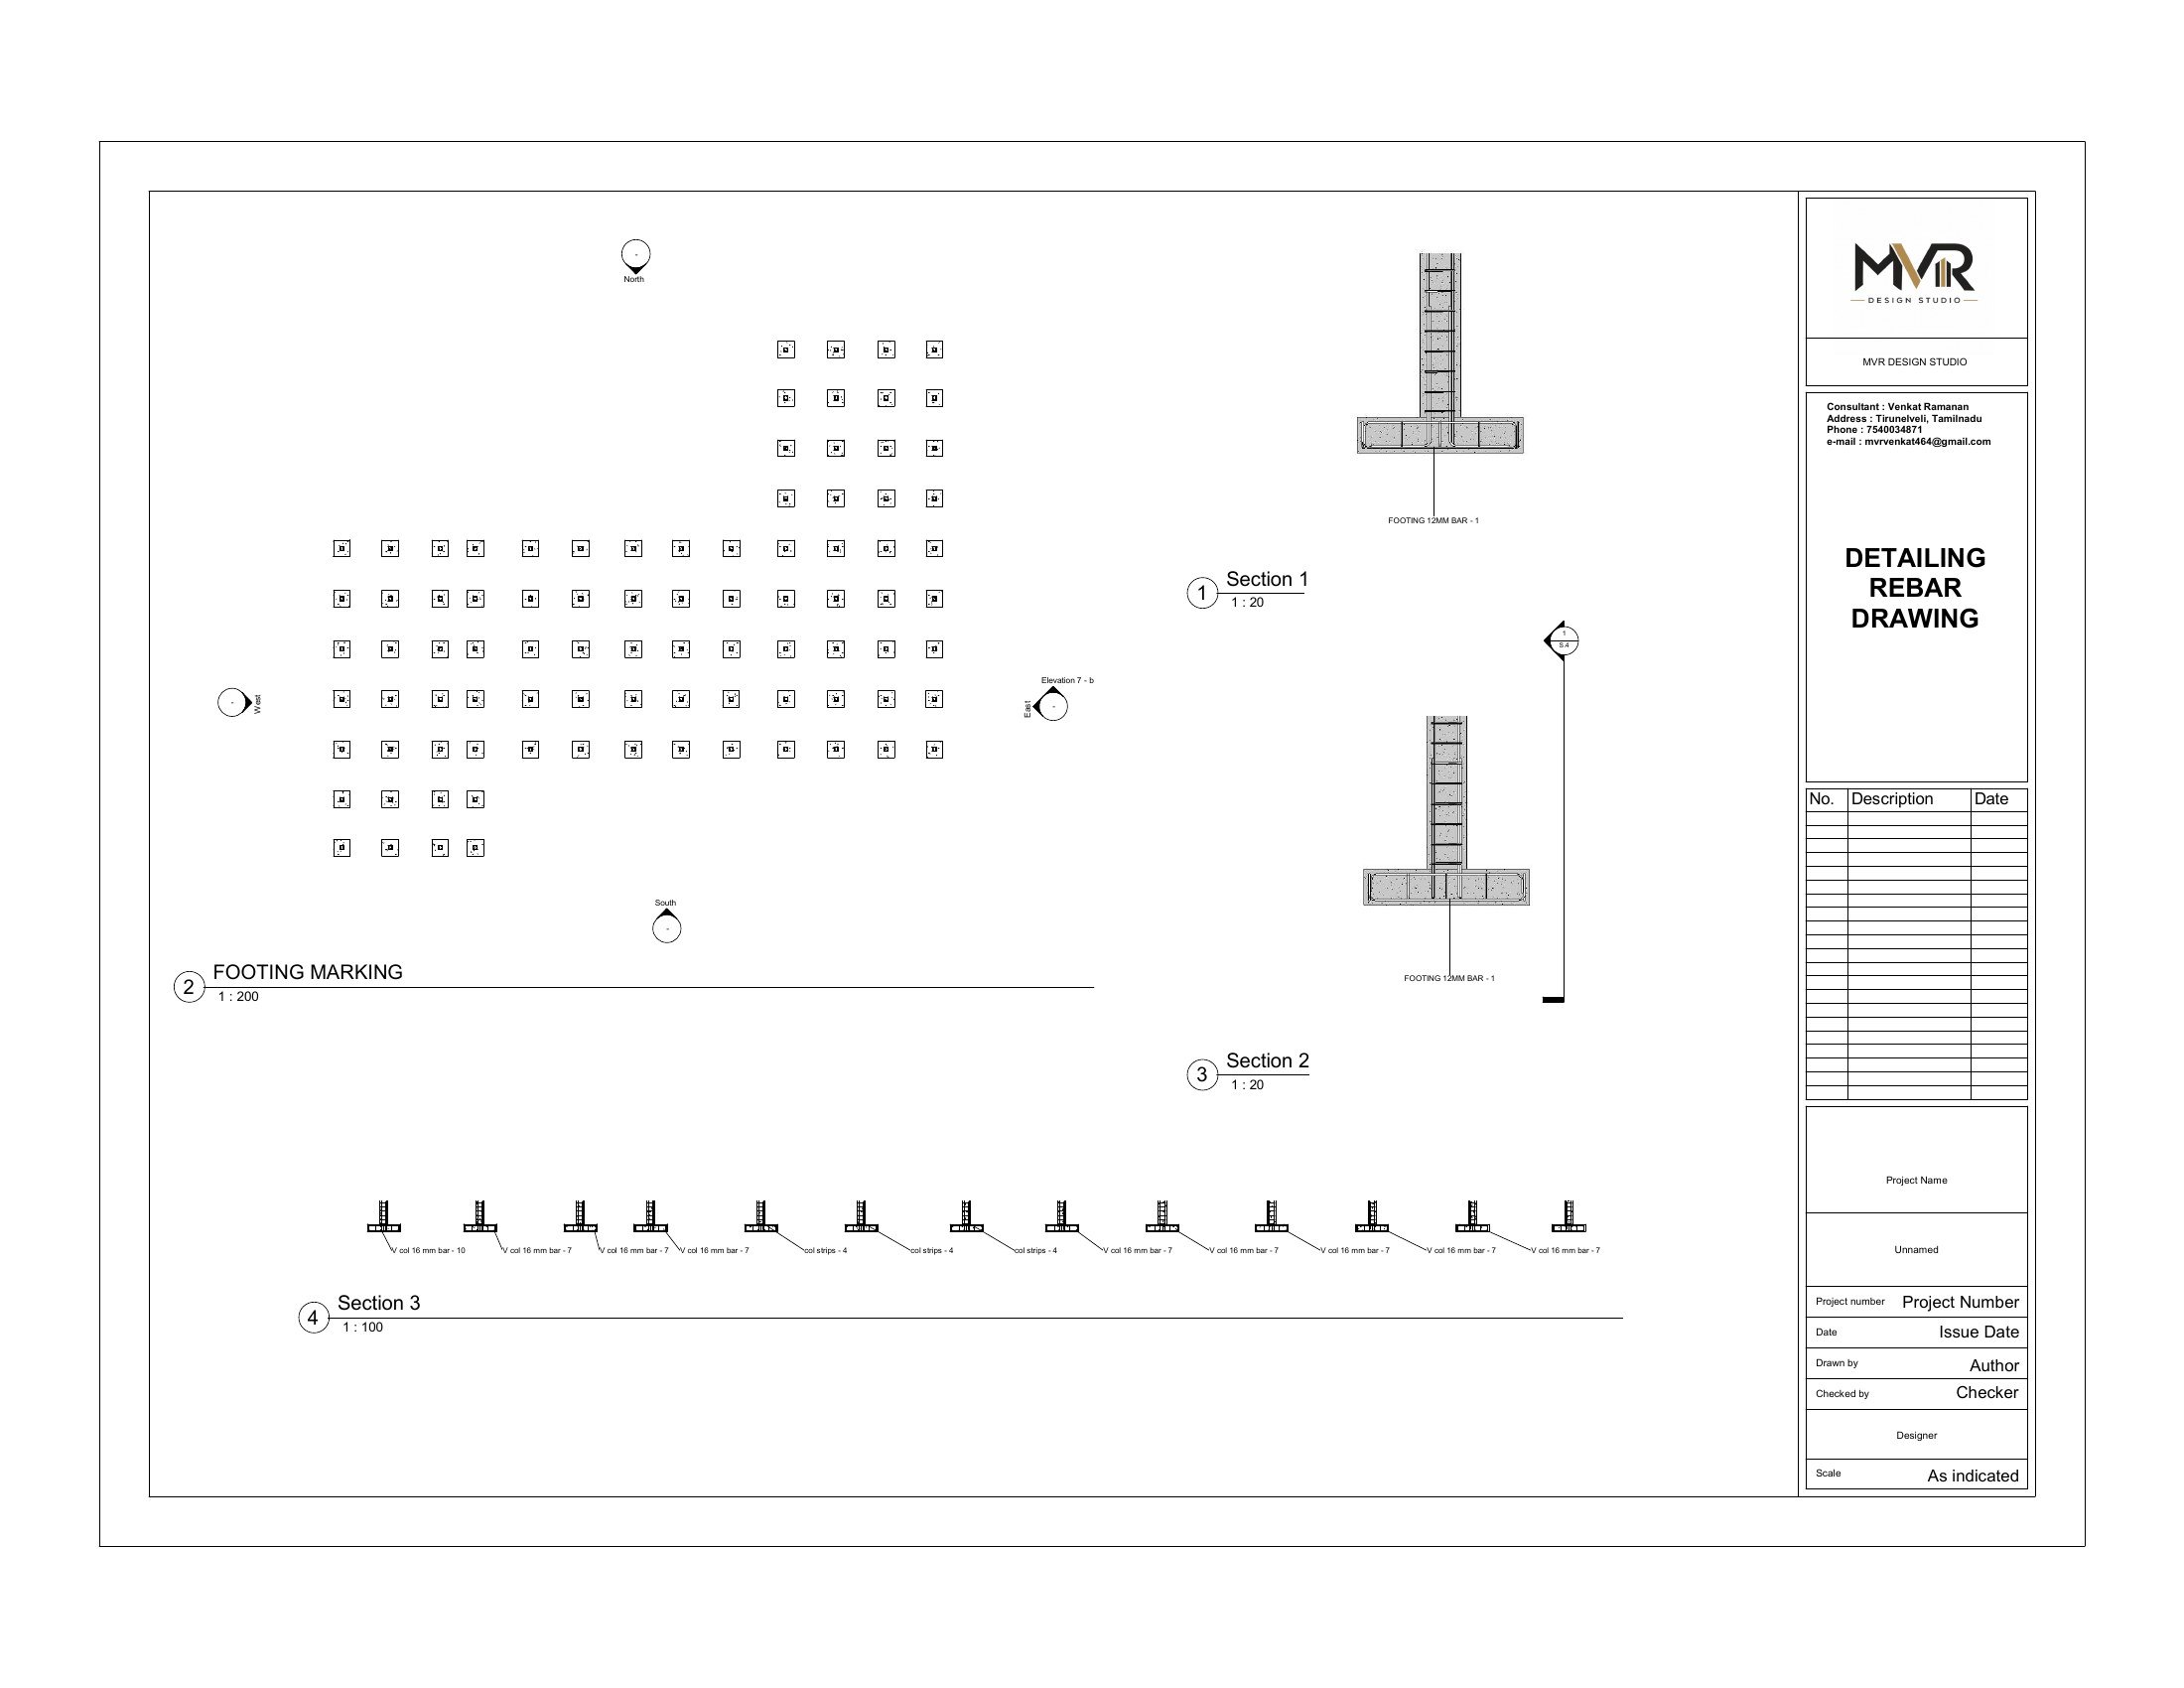 North
West
Elevation 7 - b
East
-
-
-
-
South
2
FOOTING MARKING
1 : 200
FOOTING 12MM BAR - 1
1
Section 1
1 : 20
1
S.4
FOOTING 12MM BAR - 1
3
Section 2
1 : 20
V col 16 mm bar - 10
V col 16 mm bar - 7
V col 16 mm bar - 7
V col 16 mm bar - 7
col strips - 4
col strips - 4
col strips - 4
V col 16 mm bar - 7
V col 16 mm bar - 7
V col 16 mm bar - 7
V col 16 mm bar - 7
V col 16 mm bar - 7
4
Section 3
1 : 100
MVR
DESIGN STUDIO
MVR DESIGN STUDIO
Consultant : Venkat Ramanan
Address : Tirunelveli, Tamilnadu
Phone : 7540034871
e-mail : mvrvenkat464@gmail.com
DETAILING
REBAR
DRAWING
No. Description Date
Project Name
Unnamed
Project number Project Number
Date Issue Date
Drawn by Author
Checked by Checker
Designer
Scale As indicated